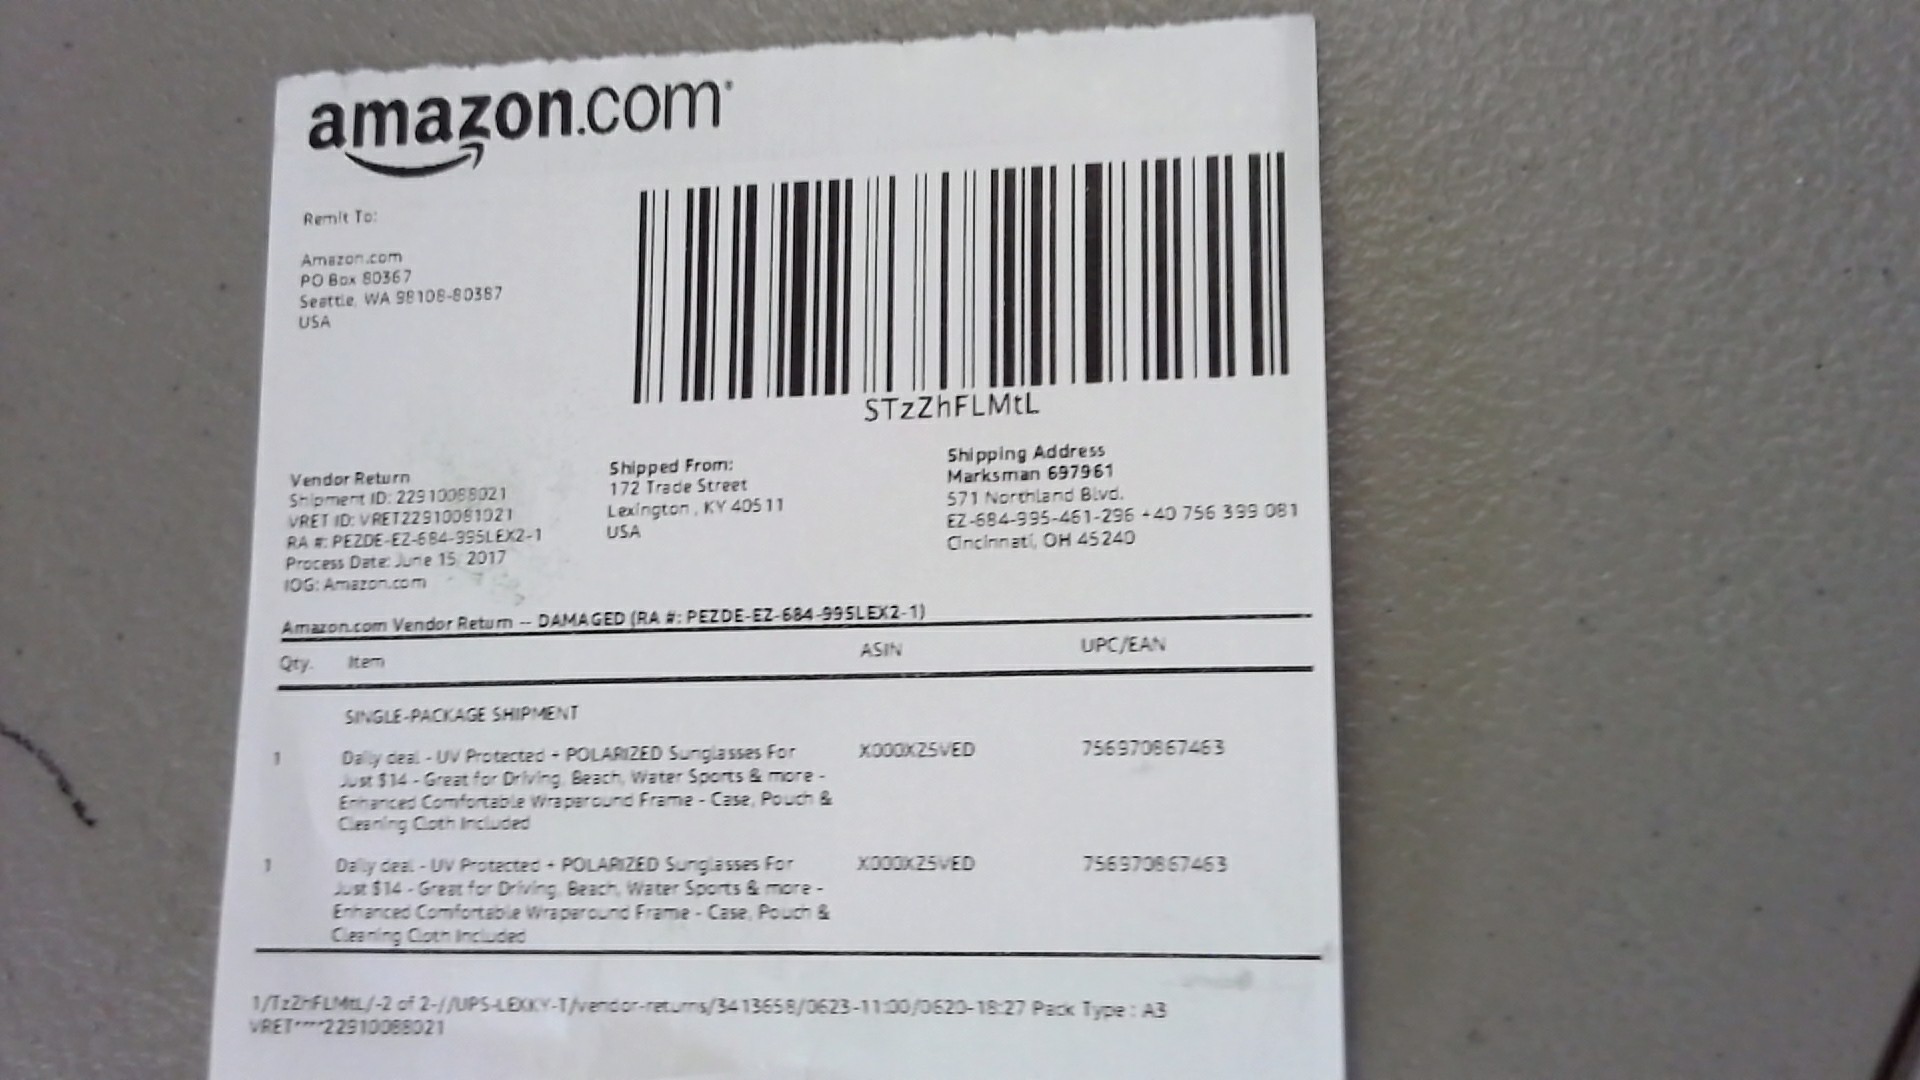 amazon.com
Remit To:
Amazon.com
PO Box 80367
Seattle, WA 98108-80387
USA
STzZhFLMtL
Vendor Return
Shipment ID: 22910088021
VRET ID: VRET22910081021
RA #: PEZDE-EZ-684-995LEX2-1
Process Date: June 15, 2017
IOG: Amazon.com
Shipped From:
172 Trade Street
Lexington, KY 40511
USA
Shipping Address
Marksman 697961
571 Northland Blvd.
EZ-684-995-461-296 +40 756 399 081
Cincinnati, OH 45240
Amazon.com Vendor Return -- DAMAGED (RA #: PEZDE-EZ-684-995LEX2-1)
Qty. Item ASIN UPC/EAN
SINGLE-PACKAGE SHIPMENT
1 Daily deal - UV Protected + POLARIZED Sunglasses For X000XZSVED 756970867463
Just $14 - Great for Driving, Beach, Water Sports & more -
Enhanced Comfortable Wraparound Frame - Case, Pouch &
Cleaning Cloth Included
1 Daily deal - UV Protected + POLARIZED Sunglasses For X000XZSVED 756970867463
Just $14 - Great for Driving, Beach, Water Sports & more -
Enhanced Comfortable Wraparound Frame - Case, Pouch &
Cleaning Cloth Included
1/TzZhFLMtL/-2 of 2-//UPS-LEXKY-T/vendor-returns/3413658/0623-11:00/0620-18:27 Pack Type : A3
VRET****22910088021